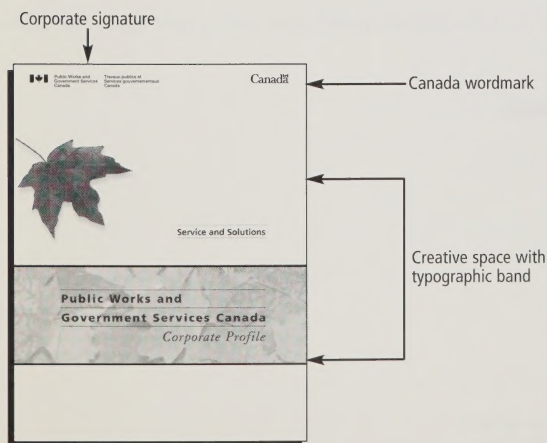 Corporate signature
Public Works and
Government Services
Canada
Travaux publics et
Services gouvernementaux
Canada
Canada
Canada wordmark
Service and Solutions
Creative space with
typographic band
Public Works and
Government Services Canada
Corporate Profile